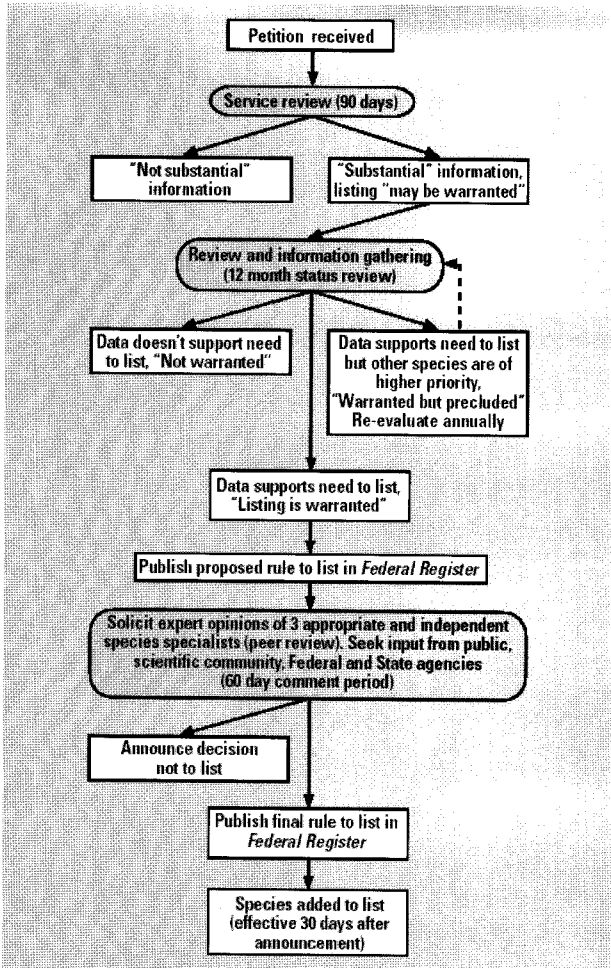 Petition received
Service review (90 days)
"Not substantial"
information
"Substantial" information,
listing "may be warranted"
Review and information gathering
(12 month status review)
Data doesn't support need
to list, "Not warranted"
Data supports need to list
but other species are of
higher priority,
"Warranted but precluded"
Re-evaluate annually
Data supports need to list,
"Listing is warranted"
Publish proposed rule to list in Federal Register
Solicit expert opinions of 3 appropriate and independent
species specialists (peer review). Seek input from public,
scientific community, Federal and State agencies
(60 day comment period)
Announce decision
not to list
Publish final rule to list in
Federal Register
Species added to list
(effective 30 days after
announcement)